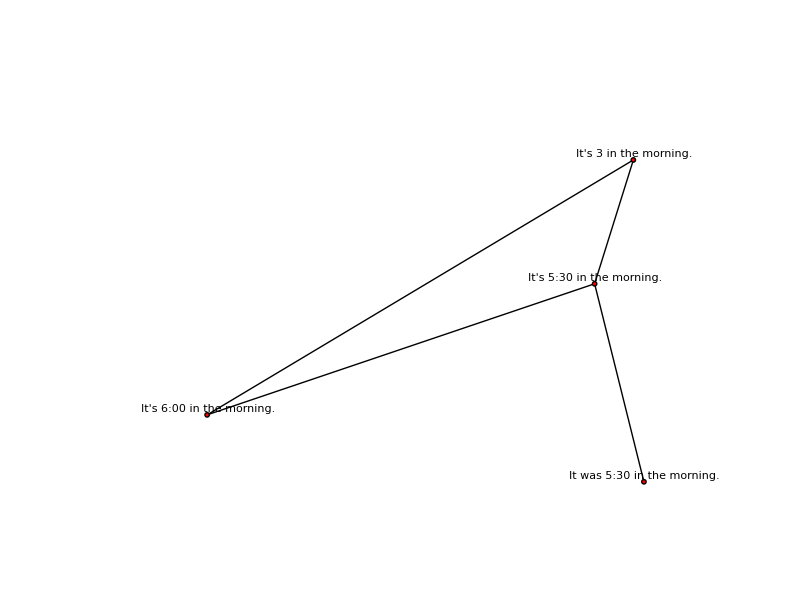 It's 3 in the morning.
It's 5:30 in the morning.
It's 6:00 in the morning.
It was 5:30 in the morning.